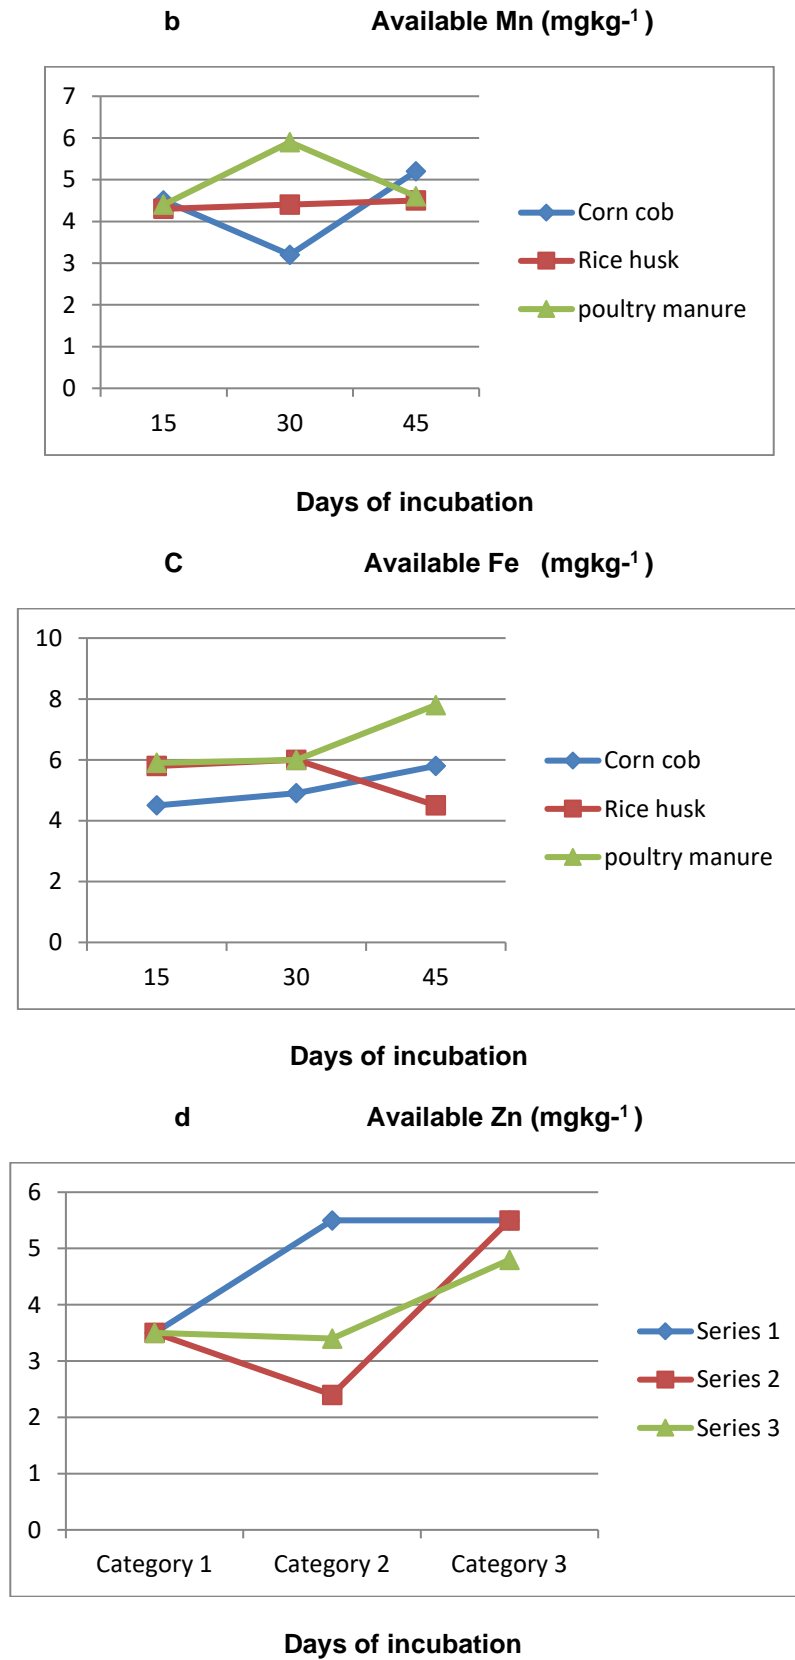 b Available Mn (mgkg-¹ )
7
6
5
4
3
2
1
0
15 30 45
Corn cob
Rice husk
poultry manure
Days of incubation
C Available Fe (mgkg-¹ )
10
8
6
4
2
0
15 30 45
Corn cob
Rice husk
poultry manure
Days of incubation
d Available Zn (mgkg-¹ )
6
5
4
3
2
1
0
Category 1 Category 2 Category 3
Series 1
Series 2
Series 3
Days of incubation